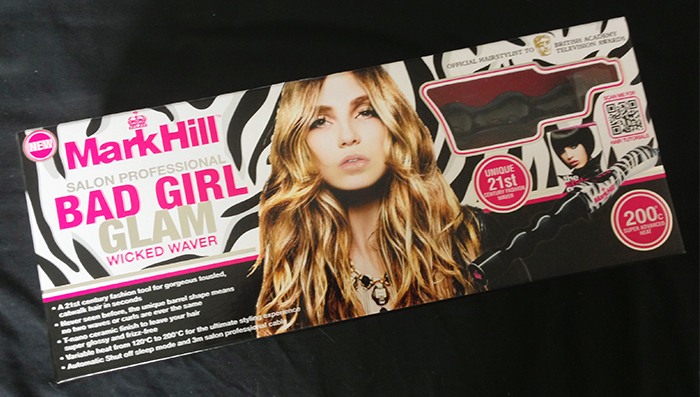 NEW
MarkHill
SALON PROFESSIONAL
BAD GIRL
GLAM
WICKED WAVER
• A 21st century fashion tool for gorgeous tousled,
catwalk hair in seconds
• Never seen before, the unique barrel shape means
no two waves or curls are ever the same
• T-nano ceramic finish to leave your hair
super glossy and frizz-free
• Variable heat from 120°C to 200°C for the ultimate styling experience
• Automatic Shut off sleep mode and 3m salon professional cable
OFFICIAL HAIRSTYLIST TO
BRITISH ACADEMY
TELEVISION AWARDS
SCAN ME FOR
HAIR TUTORIALS
UNIQUE
21st
CENTURY FASHION
WAVER
200°C
SUPER ADVANCED
HEAT